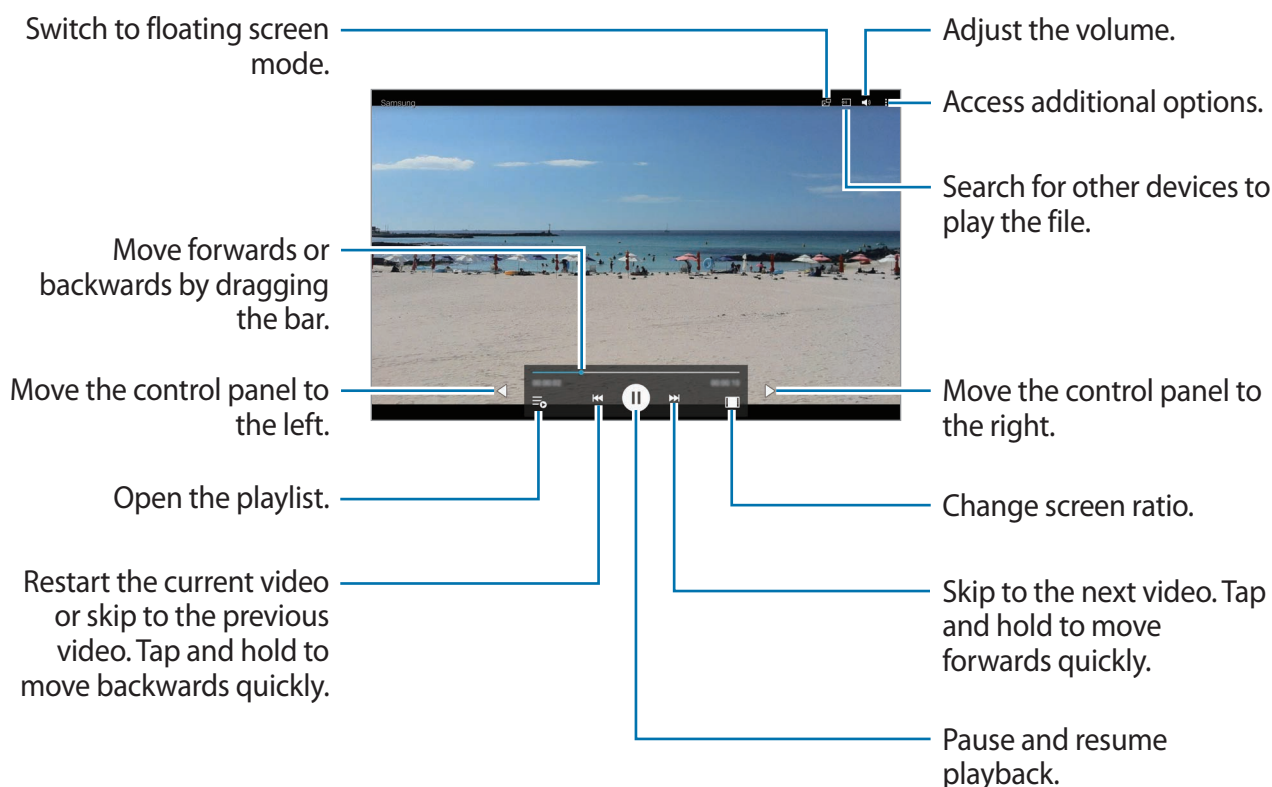 Switch to floating screen
mode.
Adjust the volume.
Access additional options.
Samsung
Search for other devices to
play the file.
Move forwards or
backwards by dragging
the bar.
Move the control panel to
the left.
Move the control panel to
the right.
Open the playlist.
Change screen ratio.
Restart the current video
or skip to the previous
video. Tap and hold to
move backwards quickly.
Skip to the next video. Tap
and hold to move
forwards quickly.
Pause and resume
playback.